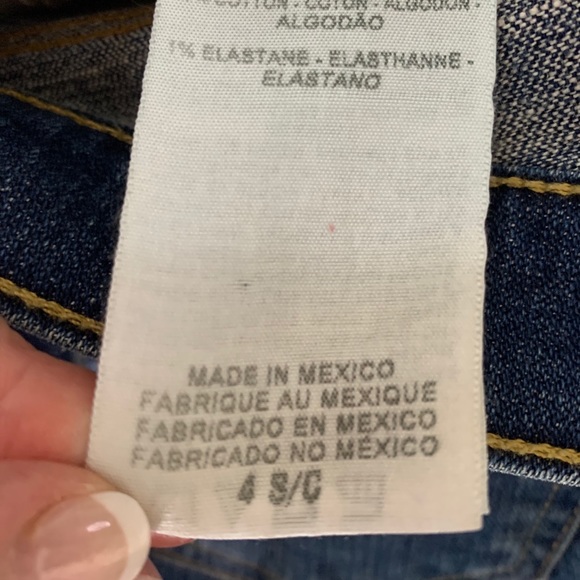 COTTON - COTON - ALGODÓN -
ALGODÃO
1% ELASTANE - ELASTHANNE -
ELASTANO
MADE IN MEXICO
FABRIQUE AU MEXIQUE
FABRICADO EN MEXICO
FABRICADO NO MÉXICO
4 S/C